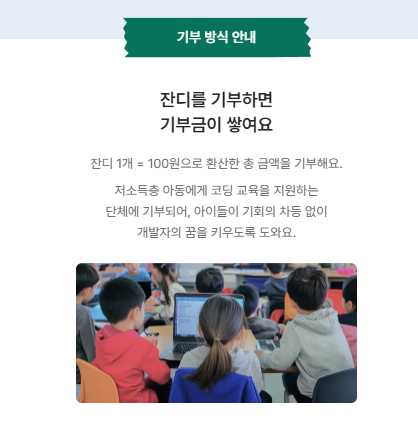 기부 방식 안내
잔디를 기부하면
기부금이 쌓여요
잔디 1개 = 100원으로 환산한 총 금액을 기부해요.
저소득층 아동에게 코딩 교육을 지원하는
단체에 기부되어, 아이들이 기회의 차등 없이
개발자의 꿈을 키우도록 도와요.